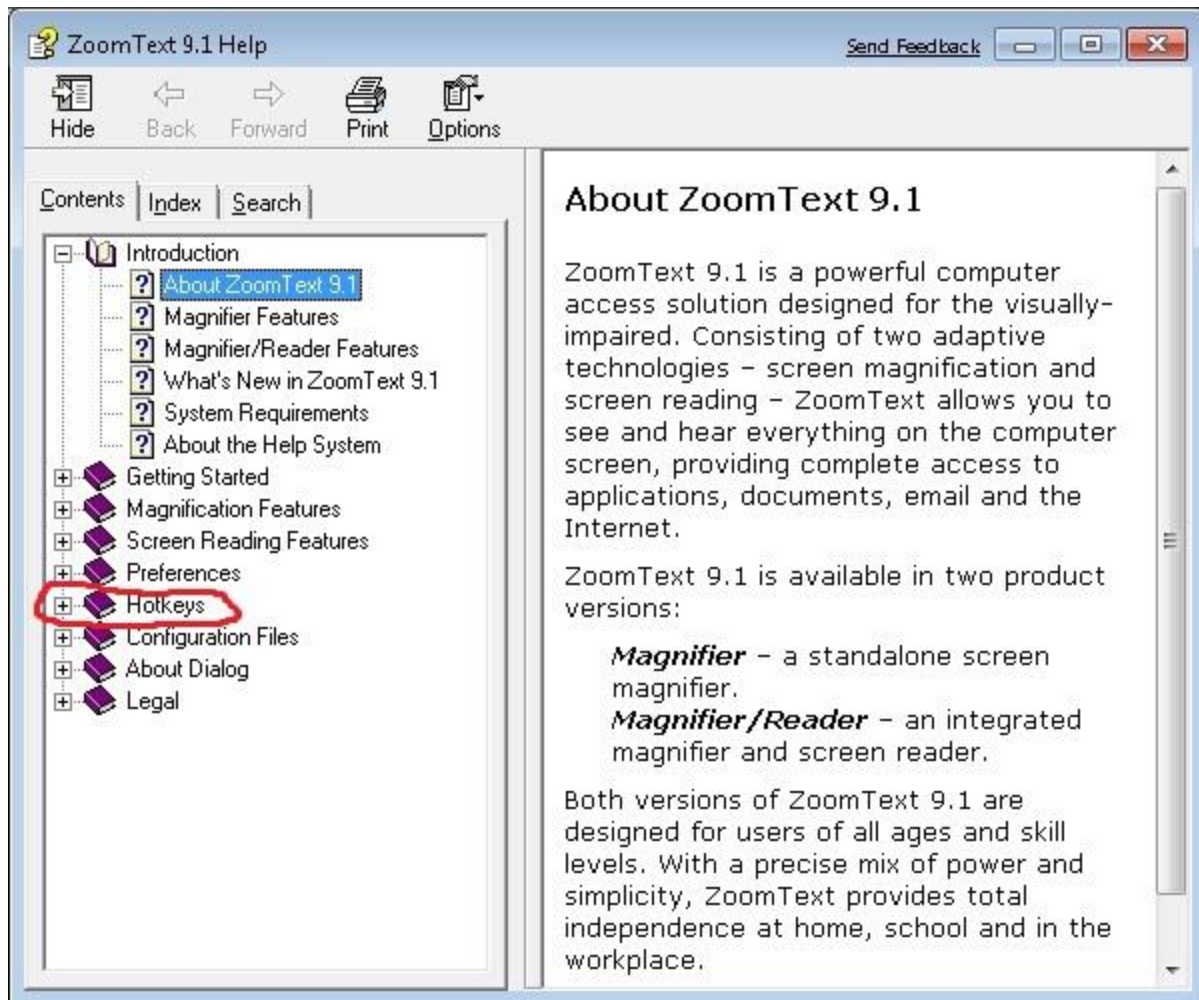 ZoomText 9.1 Help
Send Feedback
Hide Back Forward Print Options
Contents Index Search
Introduction
About ZoomText 9.1
Magnifier Features
Magnifier/Reader Features
What's New in ZoomText 9.1
System Requirements
About the Help System
Getting Started
Magnification Features
Screen Reading Features
Preferences
Hotkeys
Configuration Files
About Dialog
Legal
About ZoomText 9.1
ZoomText 9.1 is a powerful computer
access solution designed for the visually-
impaired. Consisting of two adaptive
technologies – screen magnification and
screen reading – ZoomText allows you to
see and hear everything on the computer
screen, providing complete access to
applications, documents, email and the
Internet.
ZoomText 9.1 is available in two product
versions:
Magnifier – a standalone screen
magnifier.
Magnifier/Reader – an integrated
magnifier and screen reader.
Both versions of ZoomText 9.1 are
designed for users of all ages and skill
levels. With a precise mix of power and
simplicity, ZoomText provides total
independence at home, school and in the
workplace.